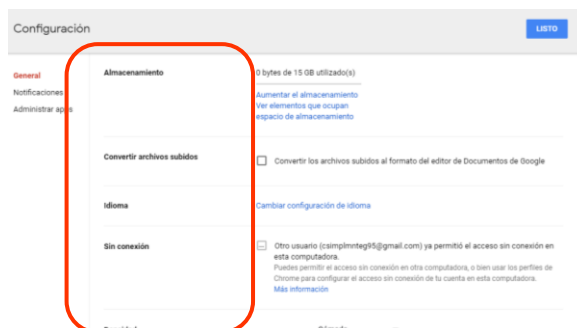 Configuración
LISTO
General
Notificaciones
Administrar apps
Almacenamiento
0 bytes de 15 GB utilizado(s)
Aumentar el almacenamiento
Ver elementos que ocupan
espacio de almacenamiento
Convertir archivos subidos
Convertir los archivos subidos al formato del editor de Documentos de Google
Idioma
Cambiar configuración de idioma
Sin conexión
Otro usuario (csimplmnteg95@gmail.com) ya permitió el acceso sin conexión en
esta computadora.
Puedes permitir el acceso sin conexión en otra computadora, o bien usar los perfiles de
Chrome para configurar el acceso sin conexión de tu cuenta en esta computadora.
Más información